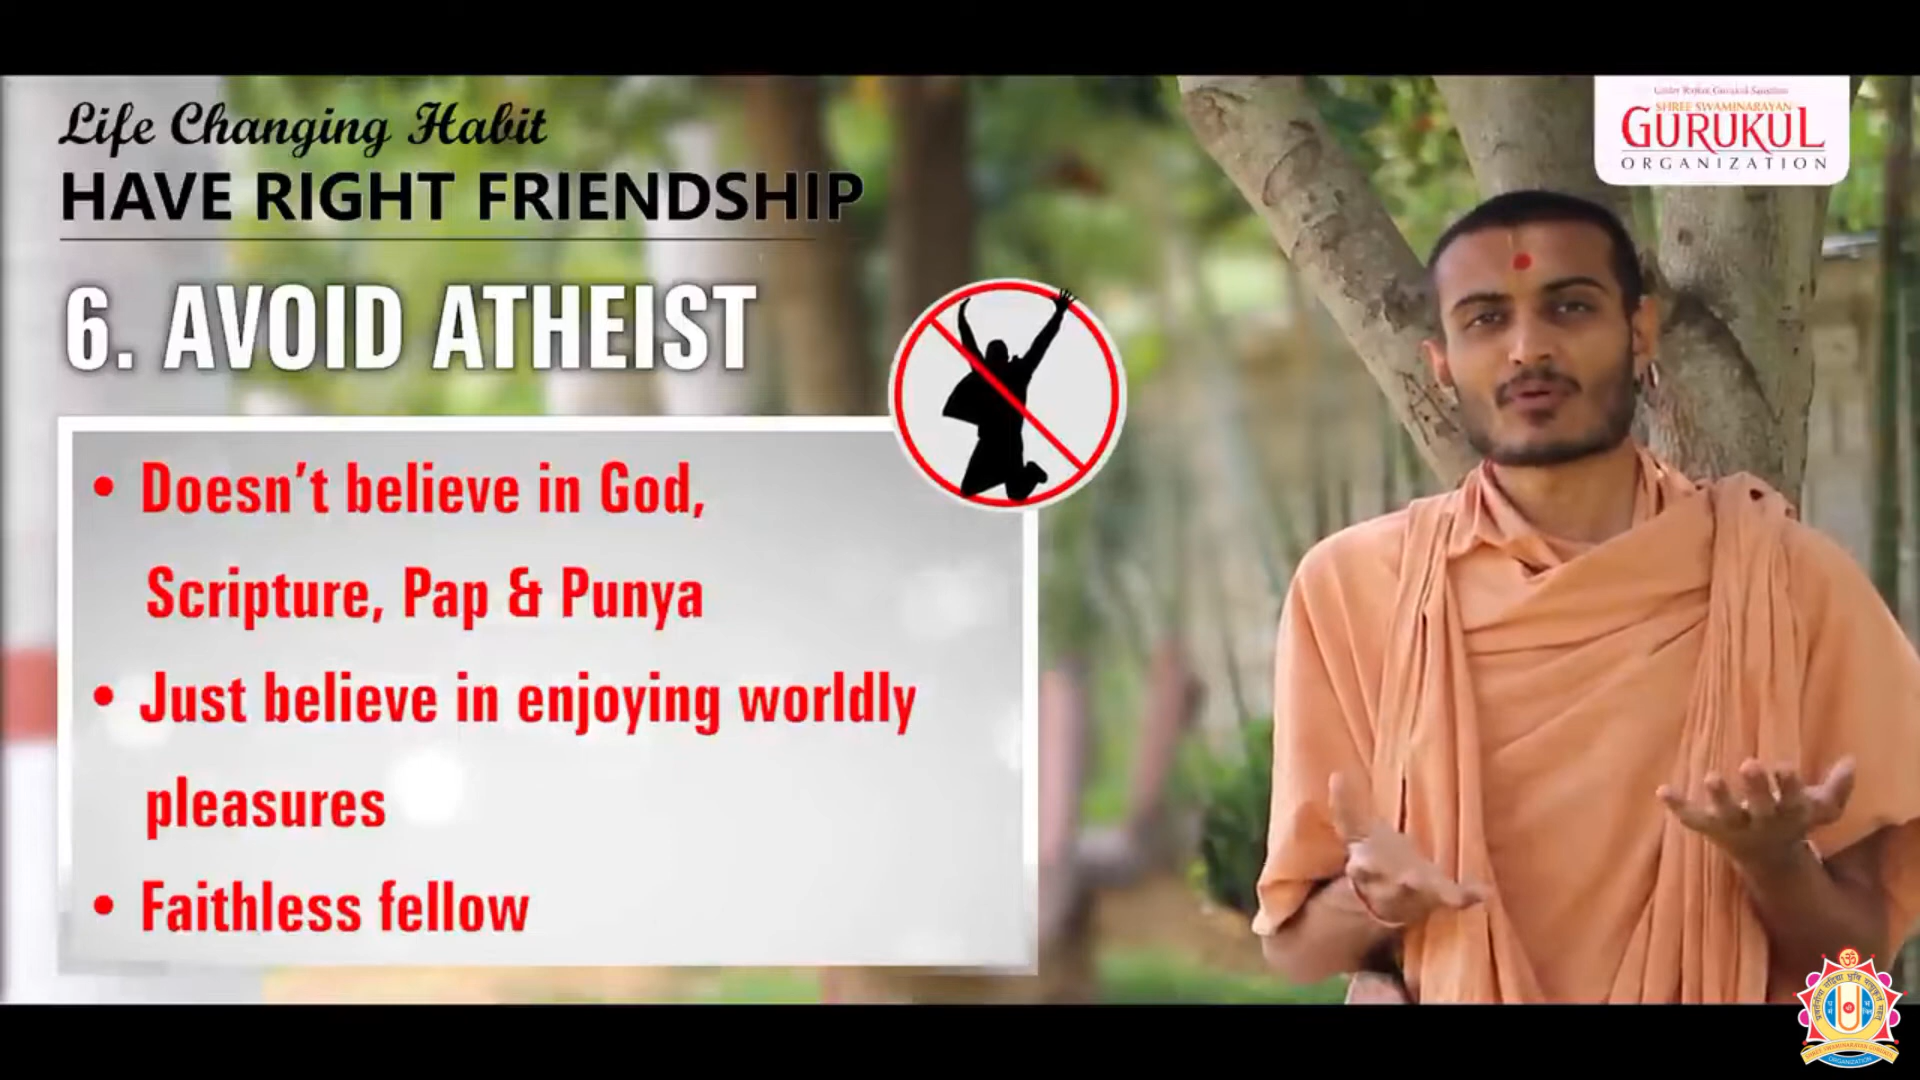 Life Changing Habit
HAVE RIGHT FRIENDSHIP
SHREE SWAMINARAYAN
GURUKUL
ORGANIZATION
6. AVOID ATHEIST
• Doesn't believe in God,
Scripture, Pap & Punya
• Just believe in enjoying worldly
pleasures
• Faithless fellow